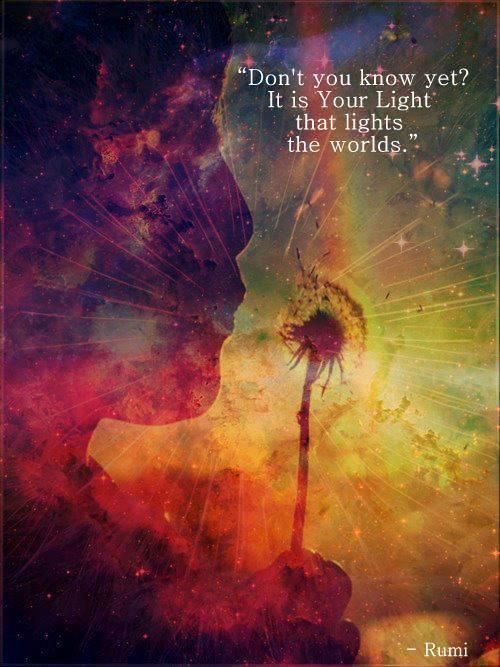 “Don't you know yet?
It is Your Light
that lights
the worlds.”
- Rumi